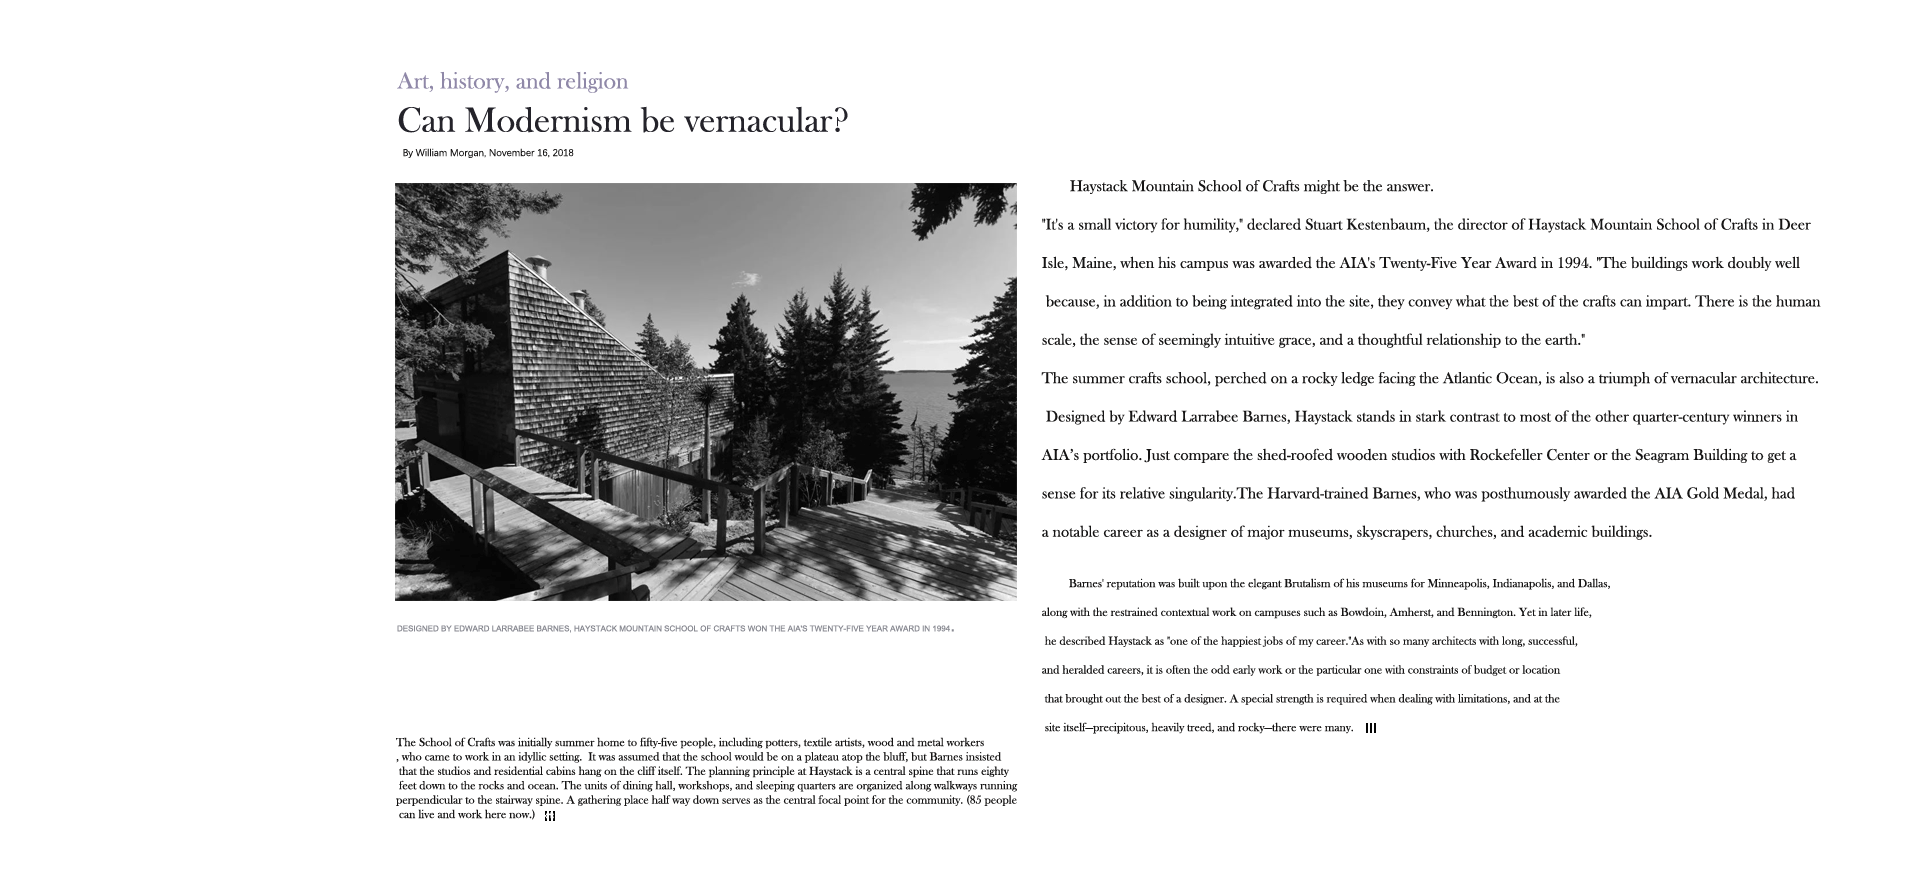 Art, history, and religion
Can Modernism be vernacular?
By William Morgan, November 16, 2018
DESIGNED BY EDWARD LARRABEE BARNES, HAYSTACK MOUNTAIN SCHOOL OF CRAFTS WON THE AIA'S TWENTY-FIVE YEAR AWARD IN 1994.
The School of Crafts was initially summer home to fifty-five people, including potters, textile artists, wood and metal workers
, who came to work in an idyllic setting. It was assumed that the school would be on a plateau atop the bluff, but Barnes insisted
that the studios and residential cabins hang on the cliff itself. The planning principle at Haystack is a central spine that runs eighty
feet down to the rocks and ocean. The units of dining hall, workshops, and sleeping quarters are organized along walkways running
perpendicular to the stairway spine. A gathering place half way down serves as the central focal point for the community. (85 people
can live and work here now.)
Haystack Mountain School of Crafts might be the answer.
"It's a small victory for humility," declared Stuart Kestenbaum, the director of Haystack Mountain School of Crafts in Deer
Isle, Maine, when his campus was awarded the AIA's Twenty-Five Year Award in 1994. "The buildings work doubly well
because, in addition to being integrated into the site, they convey what the best of the crafts can impart. There is the human
scale, the sense of seemingly intuitive grace, and a thoughtful relationship to the earth."
The summer crafts school, perched on a rocky ledge facing the Atlantic Ocean, is also a triumph of vernacular architecture.
Designed by Edward Larrabee Barnes, Haystack stands in stark contrast to most of the other quarter-century winners in
AIA's portfolio. Just compare the shed-roofed wooden studios with Rockefeller Center or the Seagram Building to get a
sense for its relative singularity.The Harvard-trained Barnes, who was posthumously awarded the AIA Gold Medal, had
a notable career as a designer of major museums, skyscrapers, churches, and academic buildings.
Barnes' reputation was built upon the elegant Brutalism of his museums for Minneapolis, Indianapolis, and Dallas,
along with the restrained contextual work on campuses such as Bowdoin, Amherst, and Bennington. Yet in later life,
he described Haystack as "one of the happiest jobs of my career."As with so many architects with long, successful,
and heralded careers, it is often the odd early work or the particular one with constraints of budget or location
that brought out the best of a designer. A special strength is required when dealing with limitations, and at the
site itself—precipitous, heavily treed, and rocky—there were many.